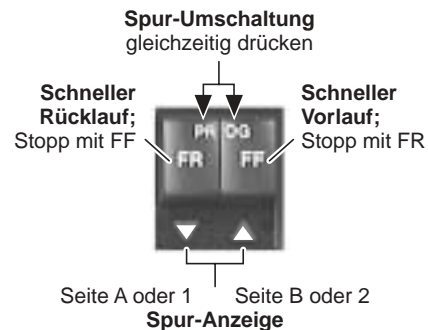 Spur-Umschaltung
gleichzeitig drücken
Schneller
Rücklauf;
Stopp mit FF
Schneller
Vorlauf;
Stopp mit FR
PR OG
FR FF
Seite A oder 1 Seite B oder 2
Spur-Anzeige